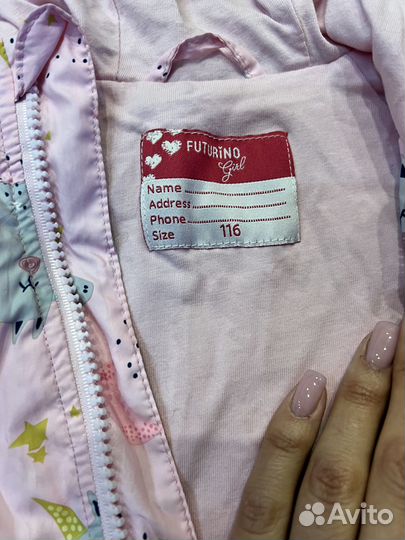 FUTURiNO
Girl
Name
Address
Phone
Size 116
Avito